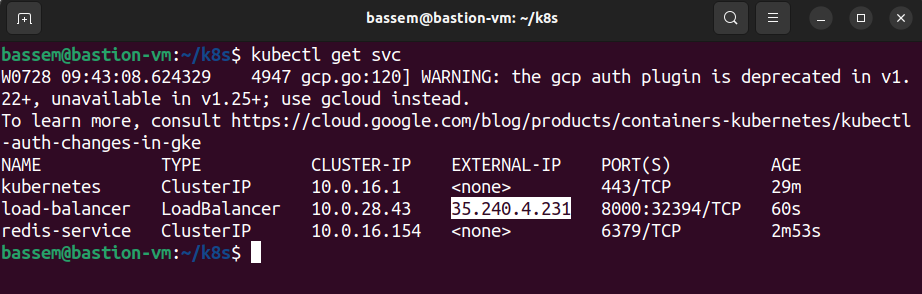 bassem@bastion-vm: ~/k8s
bassem@bastion-vm:~/k8s$ kubectl get svc
W0728 09:43:08.624329    4947 gcp.go:120] WARNING: the gcp auth plugin is deprecated in v1.
22+, unavailable in v1.25+; use gcloud instead.
To learn more, consult https://cloud.google.com/blog/products/containers-kubernetes/kubectl
-auth-changes-in-gke
NAME            TYPE           CLUSTER-IP    EXTERNAL-IP    PORT(S)          AGE
kubernetes      ClusterIP      10.0.16.1     <none>         443/TCP          29m
load-balancer   LoadBalancer   10.0.28.43    35.240.4.231   8000:32394/TCP   60s
redis-service   ClusterIP      10.0.16.154   <none>         6379/TCP         2m53s
bassem@bastion-vm:~/k8s$